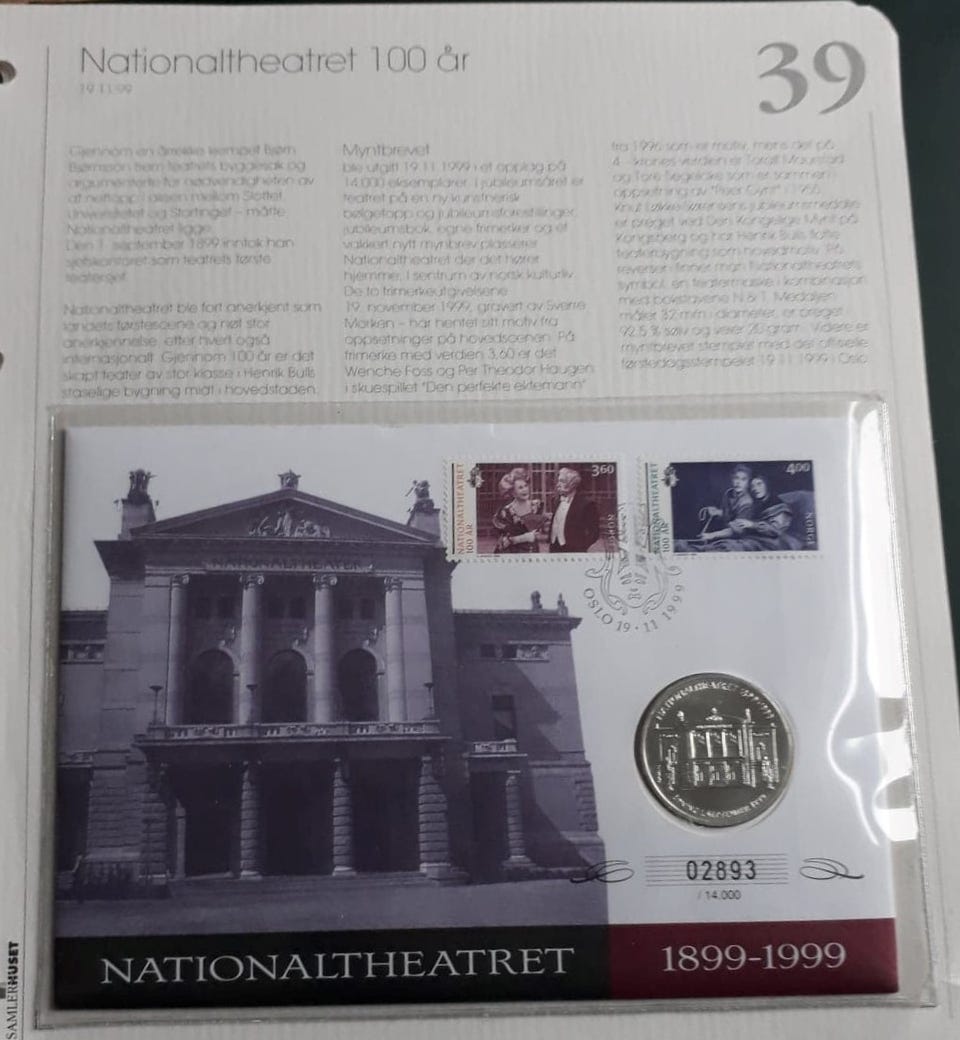 Nationaltheatret 100 år
19.11.99
39
Gjennom en årrekke kjempet Bjørn
Bjørnson frem teatrets byggesak og
argumenterte for nødvendigheten av
at nettopp i aksen mellom Slottet,
Universitetet og Stortinget – måtte
Nationaltheatret ligge.
Den 1. september 1899 inntok han
sjefskontoret som teatrets første
teatersjef.
Nationaltheatret ble fort anerkjent som
landets førstescene og nøt stor
anerkjennelse, etter hvert også
internasjonalt. Gjennom 100 år er det
skapt teater av stor klasse i Henrik Bulls
staselige bygning midt i hovedstaden.
Myntbrevet
ble utgitt 19.11.1999 i et opplag på
14.000 eksemplarer. I jubileumsåret er
teatret på en ny kunstnerisk
bølgetopp og jubileumsforestillinger,
jubileumsbok, egne frimerker og et
vakkert nytt myntbrev plasserer
Nationaltheatret der det hører
hjemme, i sentrum av norsk kulturliv.
De to frimerkeutgivelsene
19. november 1999, gravert av Sverre
Morken – har hentet sitt motiv fra
oppsetninger på hovedscenen. På
frimerke med verdien 3,60 er det
Wenche Foss og Per Theodor Haugen
i skuespillet "Den perfekte ektemann"
fra 1996 som er motiv, mens det på
4 - krones verdien er Toralf Maurstad
og Tore Segelcke som er sammen i
oppsetning av "Peer Gynt" i
Knut Løkke-Sørensens jubileumsmedalje
er preget ved Den Kongelige Mynt på
Kongsberg og har Henrik Bulls flotte
teaterbygning som hovedmotiv. På
reversen finner man Nationaltheatrets
symbol, en teatermaske i kombinasjon
med bokstavene N & T. Medaljen
måler 32 mm i diameter, er preget
92,5 % sølv og veier 20 gram. Videre er
myntbrevet stemplet med det offisielle
førstedagsstempelet 19.11.1999 i Oslo.
NATIONALTHEATRET
100 ÅR
3.60
NORGE
NATIONALTHEATRET
100 ÅR
4.00
NORGE
OSLO 19·11 1999
NATIONALTHEATRET
NATIONALTHEATRET 1899-1999
02893
/ 14.000
NATIONALTHEATRET
1899-1999
SAMLERHUSET